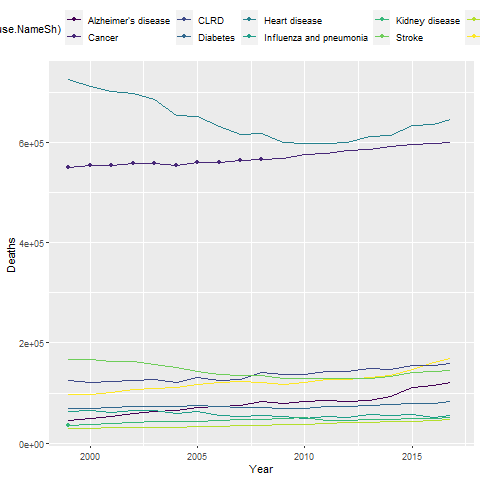 use.NameSh)
Alzheimer's disease
CLRD
Heart disease
Kidney disease
Cancer
Diabetes
Influenza and pneumonia
Stroke
6e+05
4e+05
2e+05
0e+00
Deaths
2000
2005
2010
2015
Year